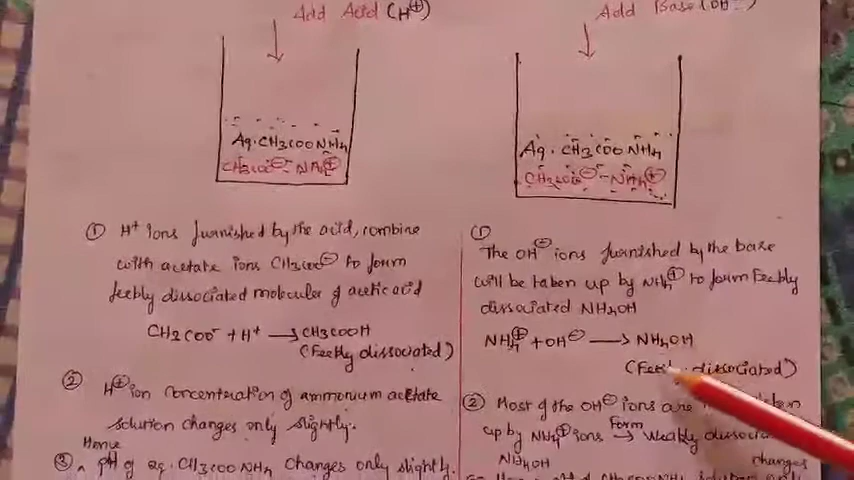 Add Acid (H⊕)
Aq. CH3COONH4
CH3COO⊖ - NH4⊕
① H+ ions furnished by the acid, combine
with acetate ions CH3COO⊖ to form
feebly dissociated molecular of acetic acid
CH3COO- + H+ → CH3COOH
(Feebly dissociated)
② H⊕ ion concentration of ammonium acetate
solution changes only slightly.
Hence
③ pH of aq. CH3COONH4 changes only slightly.
Add Base (OH
Aq. CH3COONH4
CH3COO⊖ - NH4⊕
①
The OH⊖ ions furnished by the base
will be taken up by NH4⊕ to form Feebly
dissociated NH4OH
NH4⊕ + OH⊖ → NH4OH
dissociated)
② Most of the OH⊖ ions are
up by NH4⊕ ions Form → Weakly
NH4OH
changes
CH3COONH4